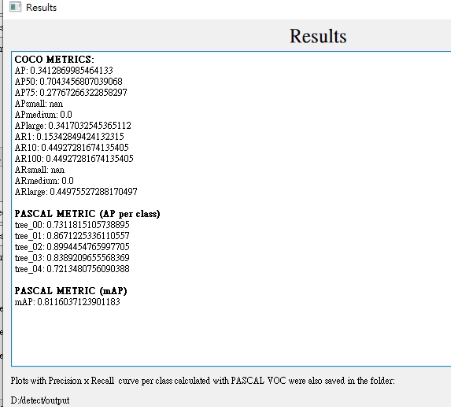 Results
Results
COCO METRICS:
AP: 0.3412869985464133
AP50: 0.7043456807039068
AP75: 0.27767266322858297
APsmall: nan
APmedium: 0.0
APlarge: 0.3417032545365112
AR1: 0.15342849424132315
AR10: 0.44927281674135405
AR100: 0.44927281674135405
ARsmall: nan
ARmedium: 0.0
ARlarge: 0.44975527288170497
PASCAL METRIC (AP per class)
tree_00: 0.7311815105738895
tree_01: 0.8671225336110557
tree_02: 0.8994454765997705
tree_03: 0.8389209655568369
tree_04: 0.7213480756090388
PASCAL METRIC (mAP)
mAP: 0.8116037123901183
Plots with Precision x Recall curve per class calculated with PASCAL VOC were also saved in the folder:
D:/detect/output